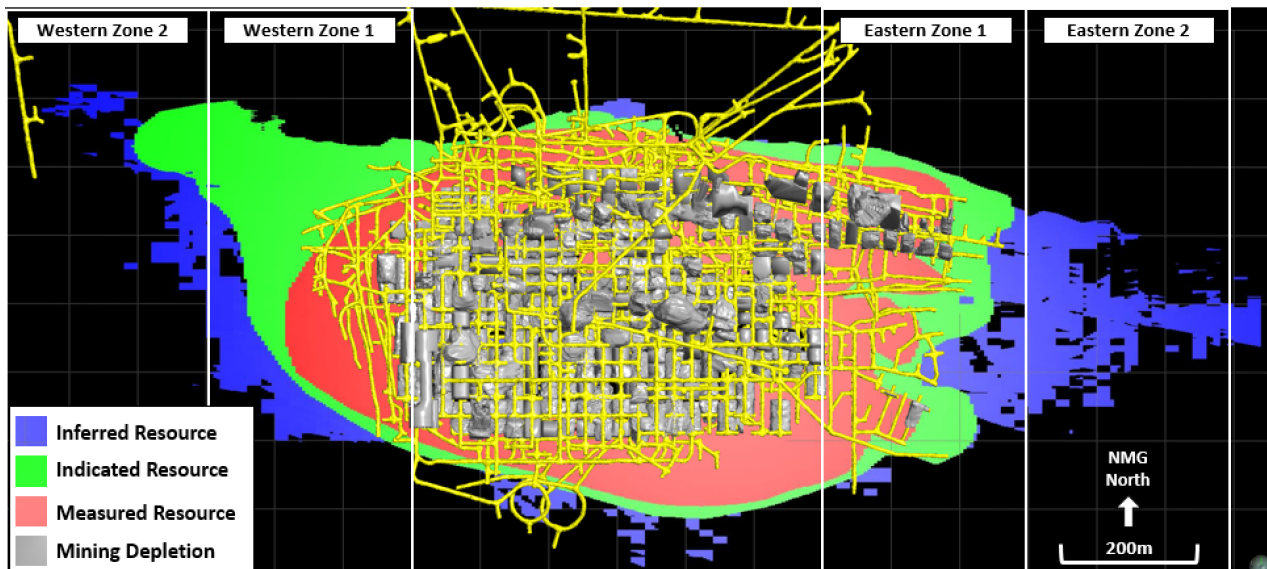 Western Zone 2
Western Zone 1
Eastern Zone 1
Eastern Zone 2
Inferred Resource
Indicated Resource
Measured Resource
Mining Depletion
NMG
North
200m